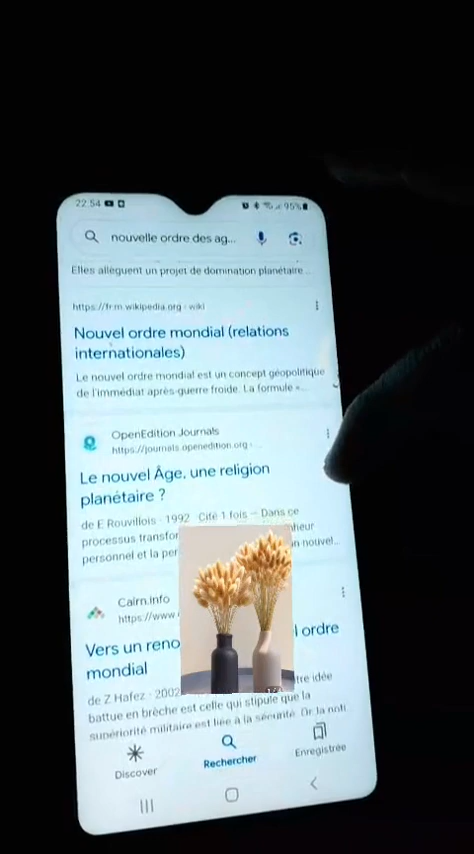 22:54
95%
nouvelle ordre des ag...
Elles allèguent un projet de domination planétaire...
https://fr.m.wikipedia.org › wiki
Nouvel ordre mondial (relations
internationales)
Le nouvel ordre mondial est un concept géopolitique
de l'immédiat après-guerre froide. La formule «...
OpenEdition Journals
https://journals.openedition.org ›...
Le nouvel Âge, une religion
planétaire ?
de E Rouvillois · 1992 · Cité 1 fois — Dans ce
processus transfor
personnel et la per
nouvel...
Cairn.info
https://www
Vers un reno
l ordre
mondial
de Z Hafez · 2002
tre idée
battue en brèche est celle qui stipule que la
supériorité militaire est liée à la sécurité. Or la noti
Discover
Rechercher
Enregistrée